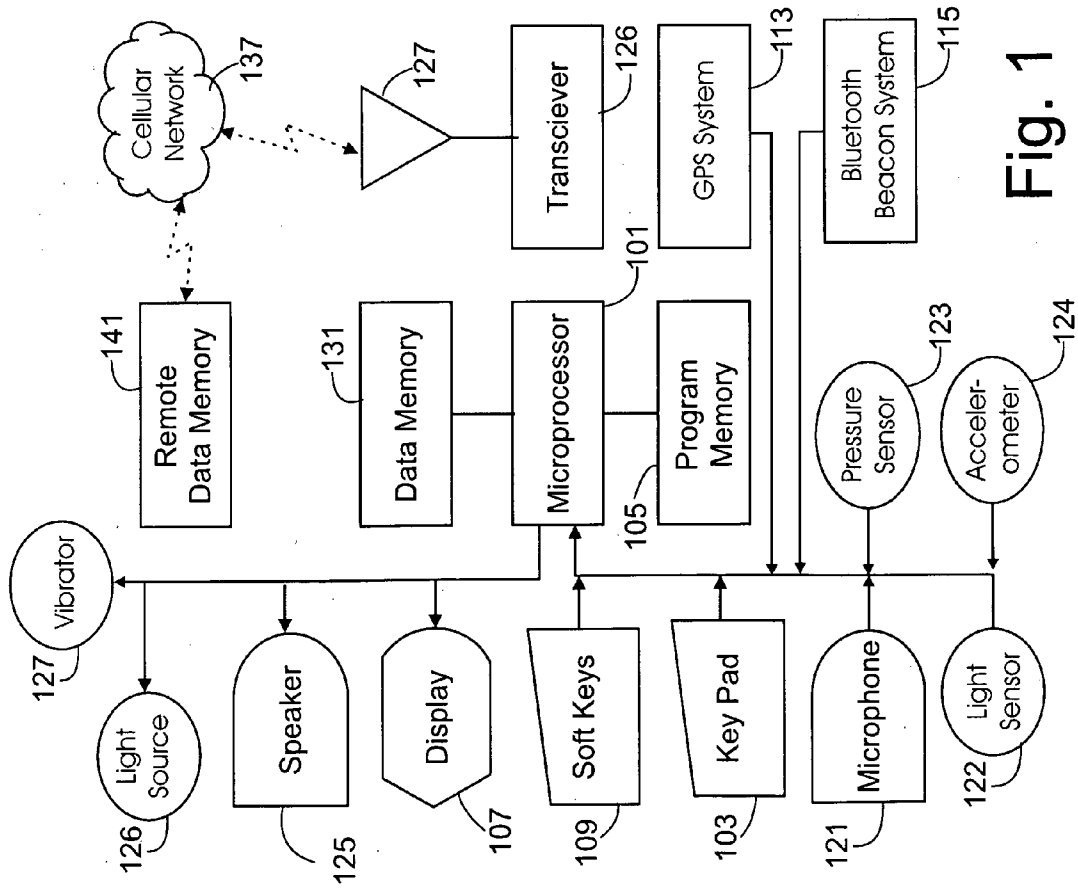 122
121
103
109
107
125
126
127
Light
Sensor
Microphone
Key Pad
Soft Keys
Display
Speaker
Light
Source
Vibrator
Acceler-
ometer
124
Pressure
Sensor
123
105
Program
Memory
Microprocessor
101
Data Memory
131
Remote
Data Memory
141
Bluetooth
Beacon System
115
GPS System
113
Transciever
126
127
Cellular
Network
137
Fig. 1